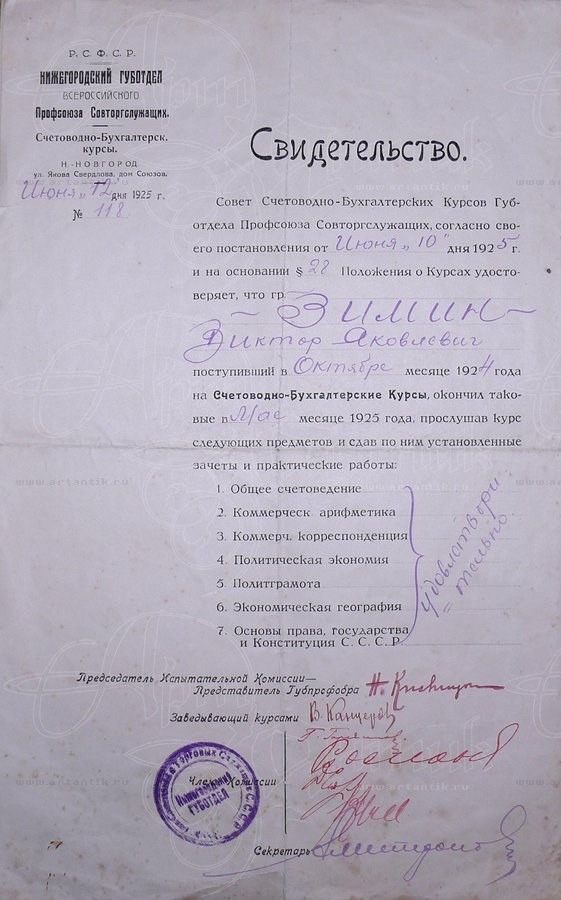 Р. С. Ф. С. Р.
НИЖЕГОРОДСКИЙ ГУБОТДЕЛ
ВСЕРОССИЙСКОГО
Профсоюза Совторгслужащих.
Счетоводно-Бухгалтерск.
курсы.
Н.-НОВГОРОД
ул. Якова Свердлова, дом Союзов.
Июня „12 дня 1925 г.
№ 118
Свидетельство.
Совет Счетоводно-Бухгалтерских Курсов Губ-
отдела Профсоюза Совторгслужащих, согласно сво-
его постановления от Июня „10" дня 1925 г.
и на основании § 28 Положения о Курсах удосто-
веряет, что гр.
– Зимин –
Виктор Яковлевич
поступивший в Октябре месяце 1924 года
на Счетоводно-Бухгалтерские Курсы, окончил тако-
вые в Мае месяце 1925 года, прослушав курс
следующих предметов и сдав по ним установленные
зачеты и практические работы:
1. Общее счетоведение
2. Коммерческ. арифметика
3. Коммерч. корреспонденция
4. Политическая экономия
5. Политграмота
6. Экономическая география
7. Основы права, государства
и Конституция С. С. С. Р.
Удовлетвори-
„тельно.
Председатель Испытательной Комиссии—
Представитель Губпрофобра
Заведывающий курсами
Члены Комиссии
Нижегородский
ГУБОТДЕЛ
Секретарь
www.artantik.ru